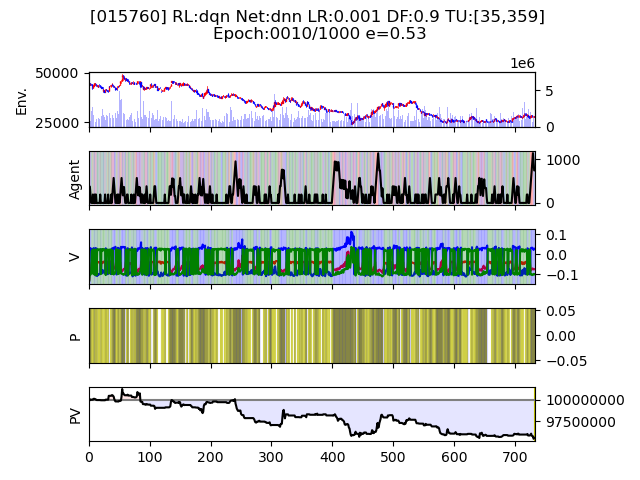 [015760] RL:dqn Net:dnn LR:0.001 DF:0.9 TU:[35,359]
Epoch:0010/1000 e=0.53
1e6
Env.
50000
25000
5
0
Agent
1000
0
V
0.1
0.0
−0.1
P
0.05
0.00
−0.05
PV
100000000
97500000
0 100 200 300 400 500 600 700